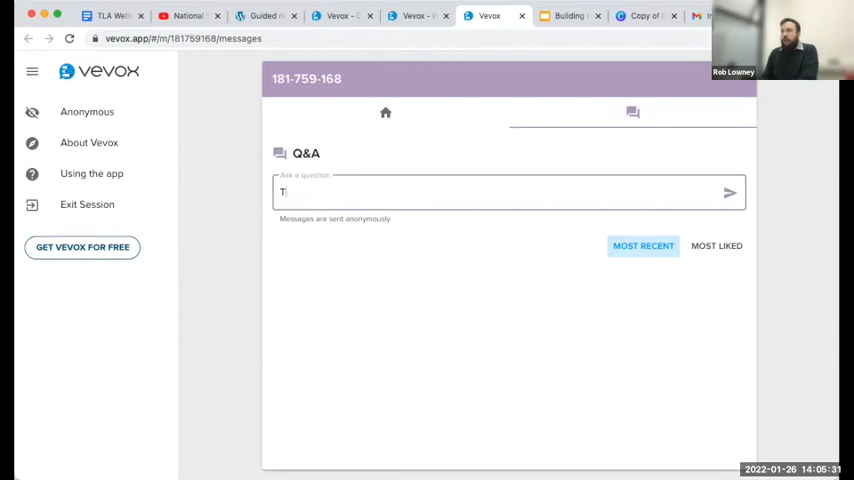 TLA Well
National
Guided re
Vevox - D
Vevox - P
Vevox
Building
Copy of
vevox.app/#/m/181759168/messages
Rob Lowney
vevox
Anonymous
About Vevox
Using the app
Exit Session
GET VEVOX FOR FREE
181-759-168
Q&A
Ask a question
T
Messages are sent anonymously
MOST RECENT
MOST LIKED
2022-01-26 14:05:31